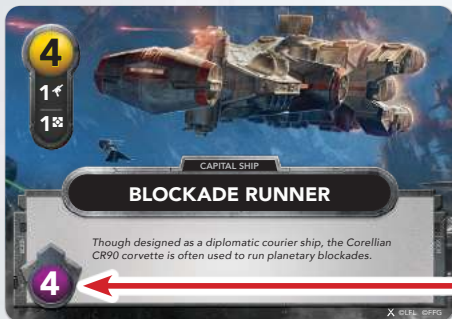 4
1
1
CAPITAL SHIP
BLOCKADE RUNNER
Though designed as a diplomatic courier ship, the Corellian
CR90 corvette is often used to run planetary blockades.
4
©LFL ©FFG